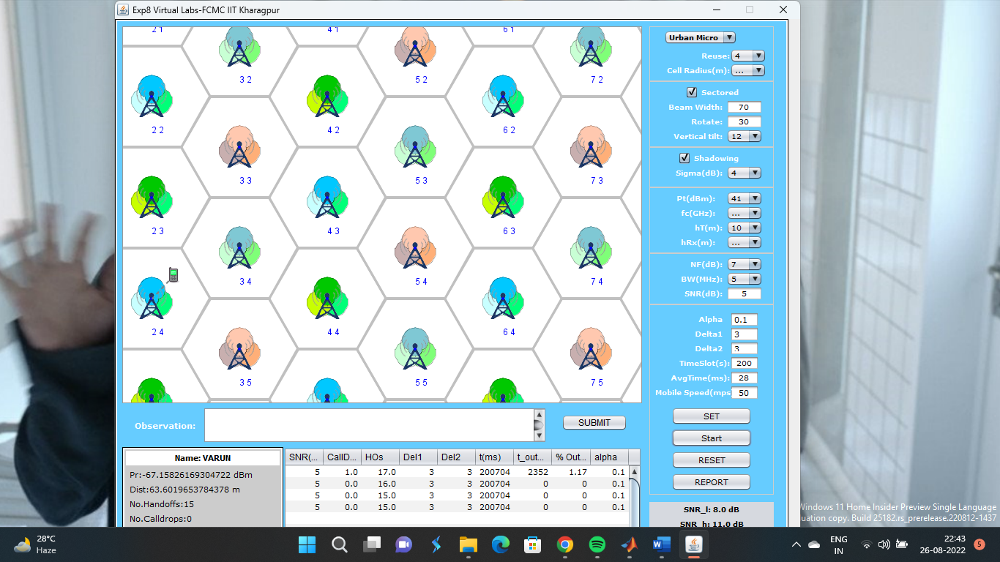 Exp8 Virtual Labs-FCMC IIT Kharagpur
2 1
4 1
6 1
3 2
5 2
7 2
2 2
4 2
6 2
3 3
5 3
7 3
2 3
4 3
6 3
3 4
5 4
7 4
2 4
4 4
6 4
3 5
5 5
7 5
Urban Micro
Reuse: 4
Cell Radius(m): ...
Sectored
Beam Width: 70
Rotate: 30
Vertical tilt: 12
Shadowing
Sigma(dB): 4
Pt(dBm): 41
fc(GHz): ...
hT(m): 10
hRx(m): ...
NF(dB): 7
BW(MHz): 5
SNR(dB): 5
Alpha 0.1
Delta1 3
Delta2 3
TimeSlot(s): 200
AvgTime(ms): 28
Mobile Speed(mps 50
SET
Start
RESET
REPORT
SNR_l: 8.0 dB
SNR_h: 11.0 dB
Observation:
SUBMIT
Name: VARUN
Pr:-67.15826169304722 dBm
Dist:63.6019653784378 m
No.Handoffs:15
No.Calldrops:0
SNR(... CallD... HOs Del1 Del2 t(ms) t_out... % Out... alpha
5 1.0 17.0 3 3 200704 2352 1.17 0.1
5 0.0 16.0 3 3 200704 0 0 0.1
5 0.0 15.0 3 3 200704 0 0 0.1
5 0.0 15.0 3 3 200704 0 0 0.1
Windows 11 Home Insider Preview Single Language
uation copy. Build 25182.rs_prerelease.220812-1437
28°C
Haze
ENG
IN
22:43
26-08-2022
5